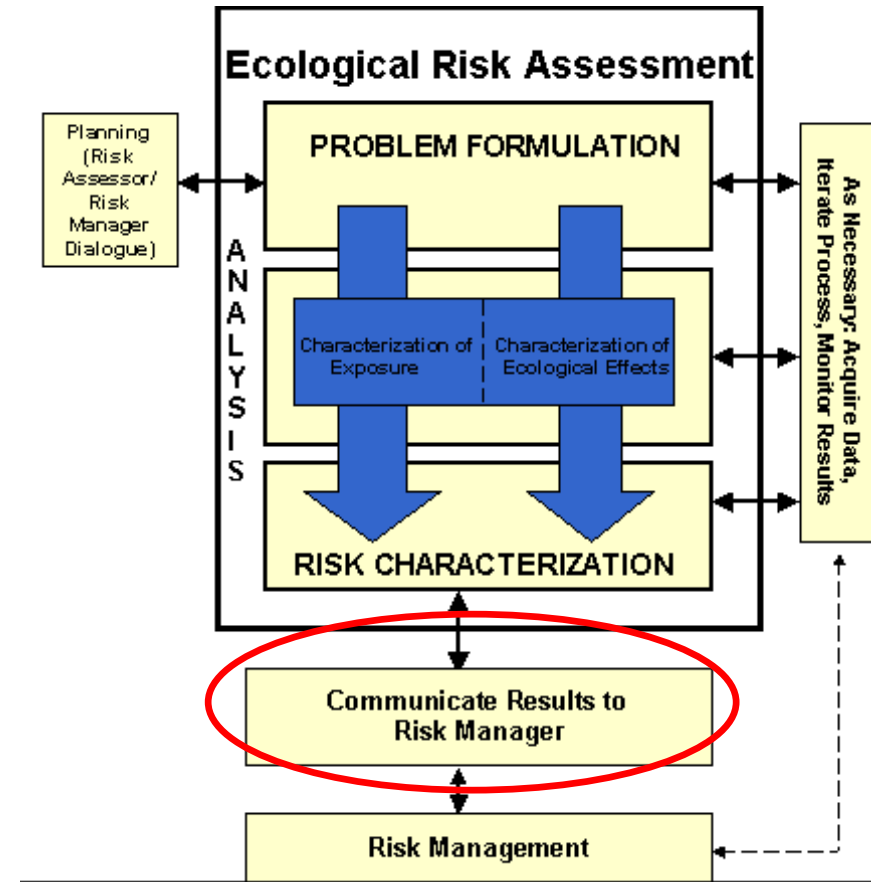 Ecological Risk Assessment
Planning
(Risk
Assessor/
Risk
Manager
Dialogue)
PROBLEM FORMULATION
As Necessary: Acquire Data,
Iterate Process, Monitor Results
ANALYSIS
Characterization of
Exposure
Characterization of
Ecological Effects
RISK CHARACTERIZATION
Communicate Results to
Risk Manager
Risk Management